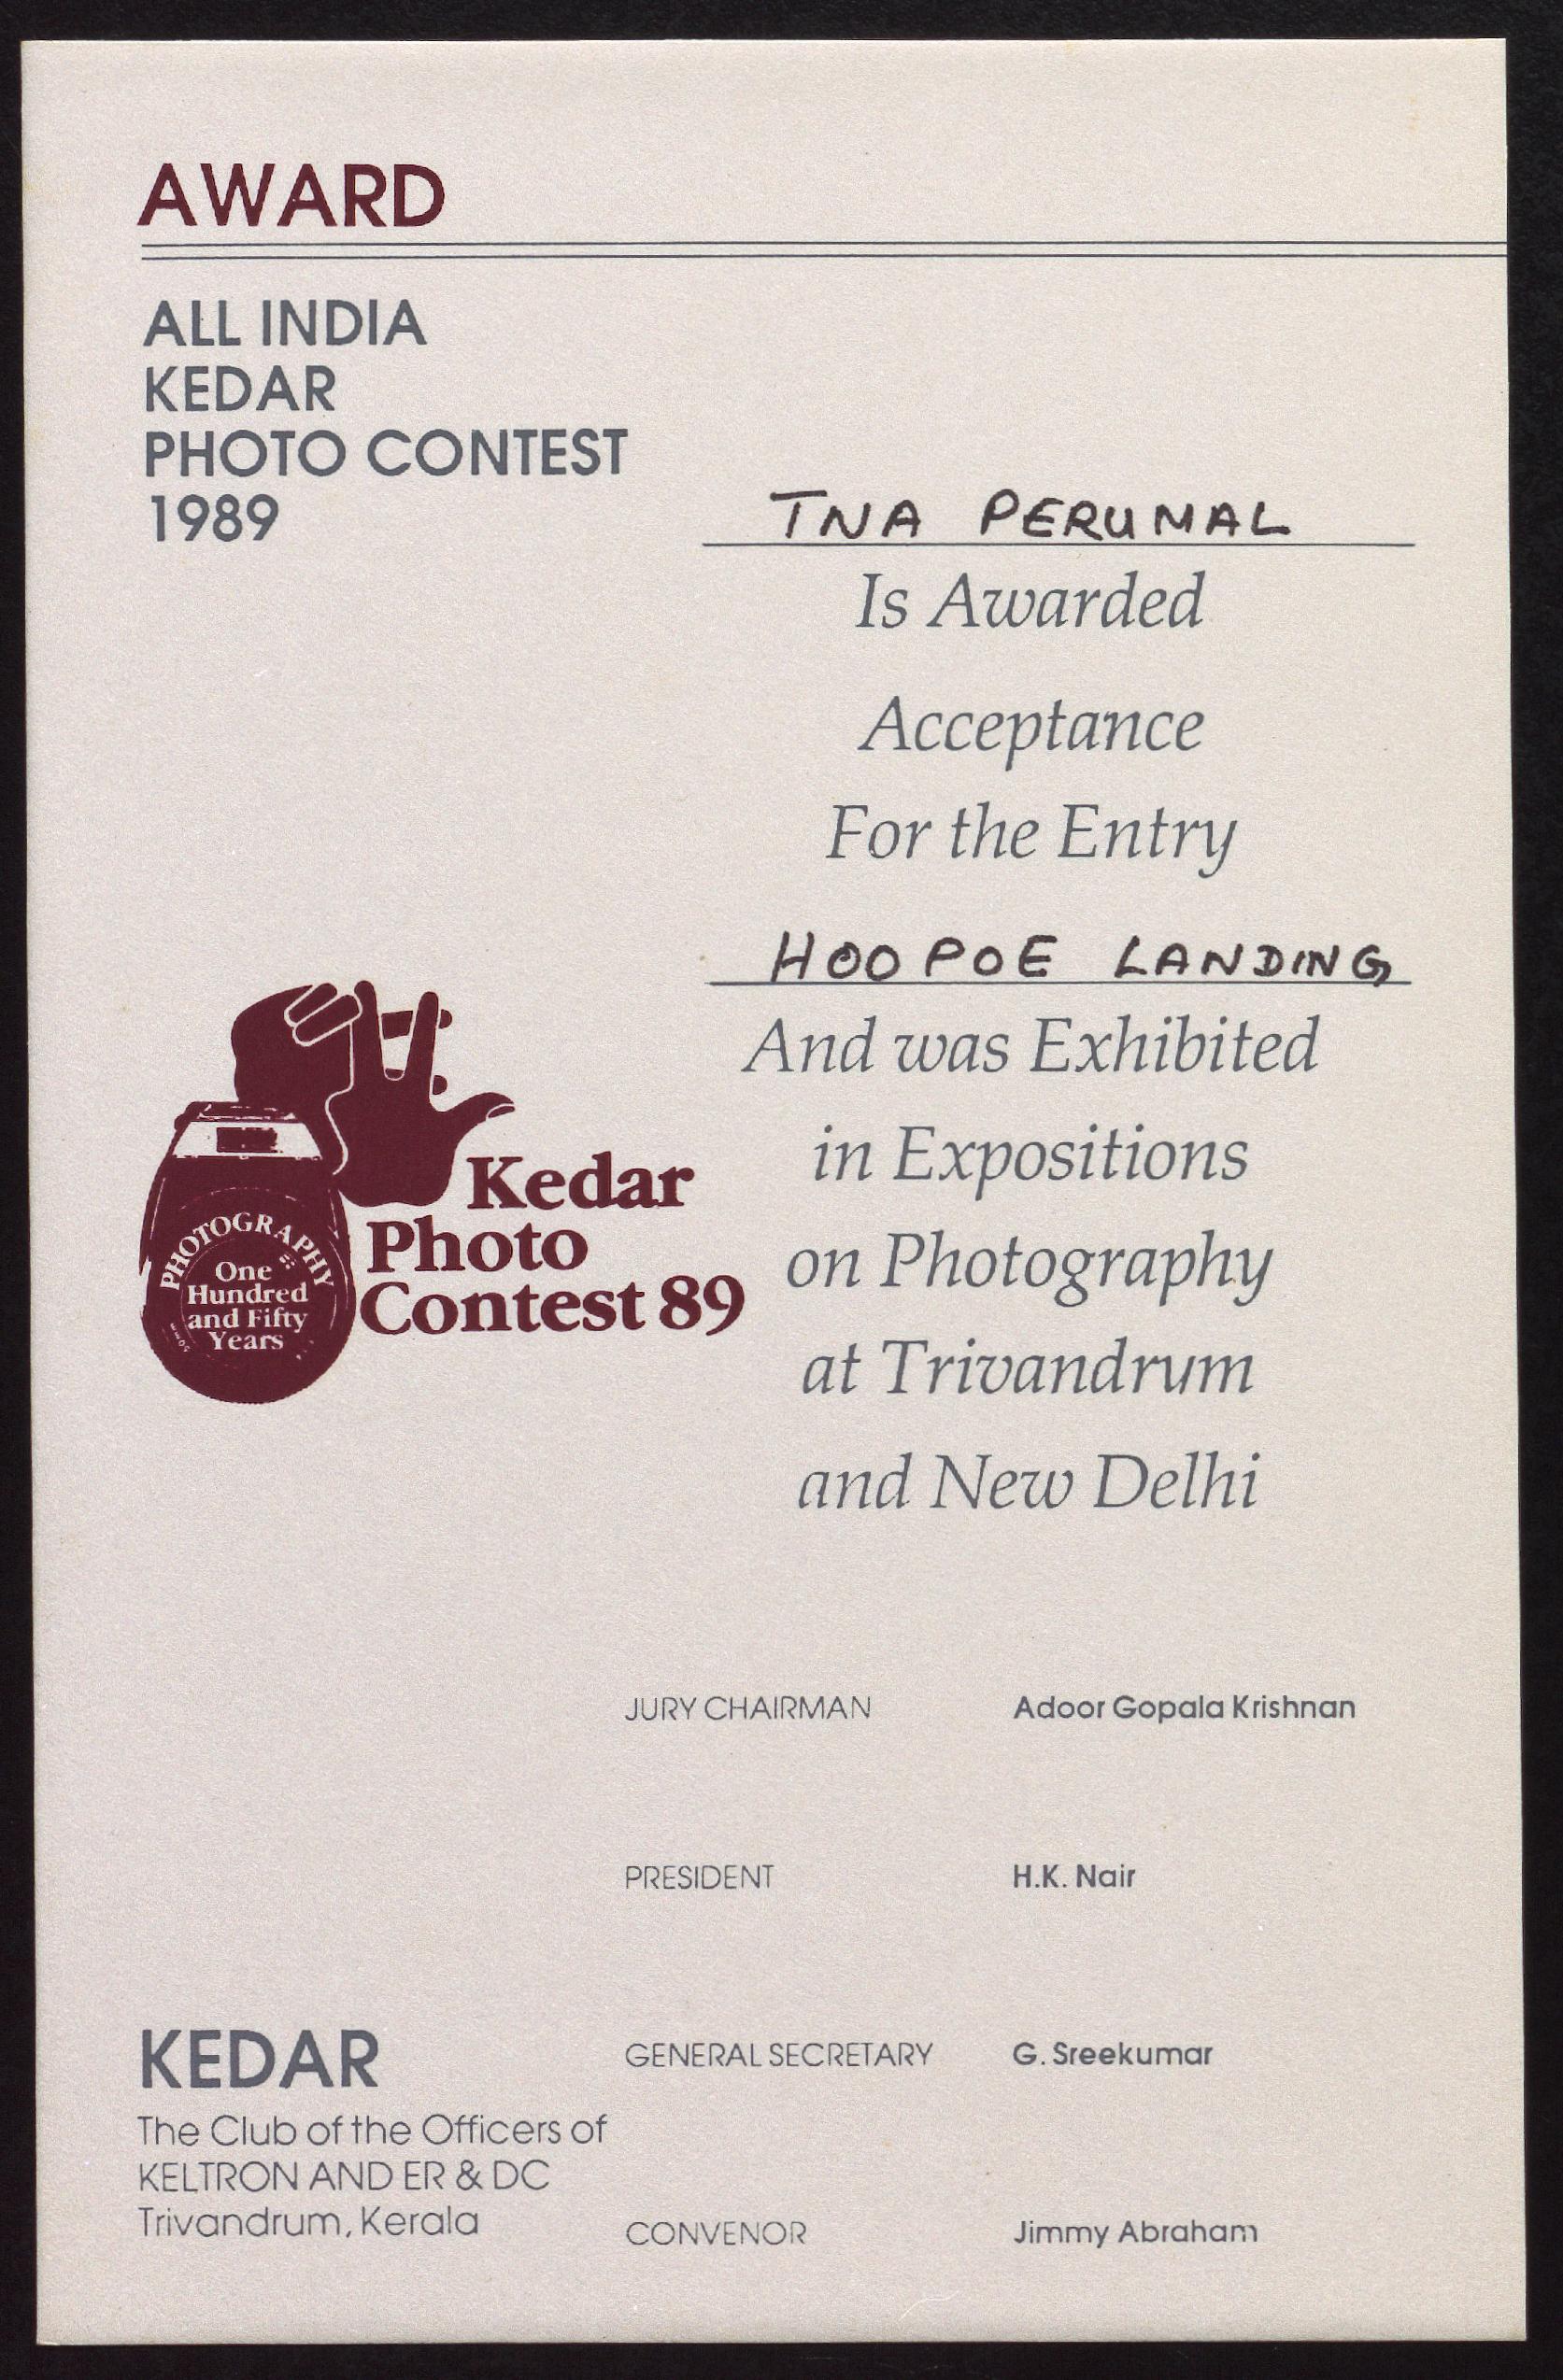 AWARD
ALL INDIA
KEDAR
PHOTO CONTEST
1989
TNA PERUMAL
Is Awarded
Acceptance
For the Entry
HOOPOE LANDING
And was Exhibited
in Expositions
on Photography
at Trivandrum
and New Delhi
Kedar
Photo
Contest 89
PHOTOGRAPHY
One
Hundred
and Fifty
Years
JURY CHAIRMAN Adoor Gopala Krishnan
PRESIDENT H.K. Nair
GENERAL SECRETARY G. Sreekumar
CONVENOR Jimmy Abraham
KEDAR
The Club of the Officers of
KELTRON AND ER & DC
Trivandrum, Kerala